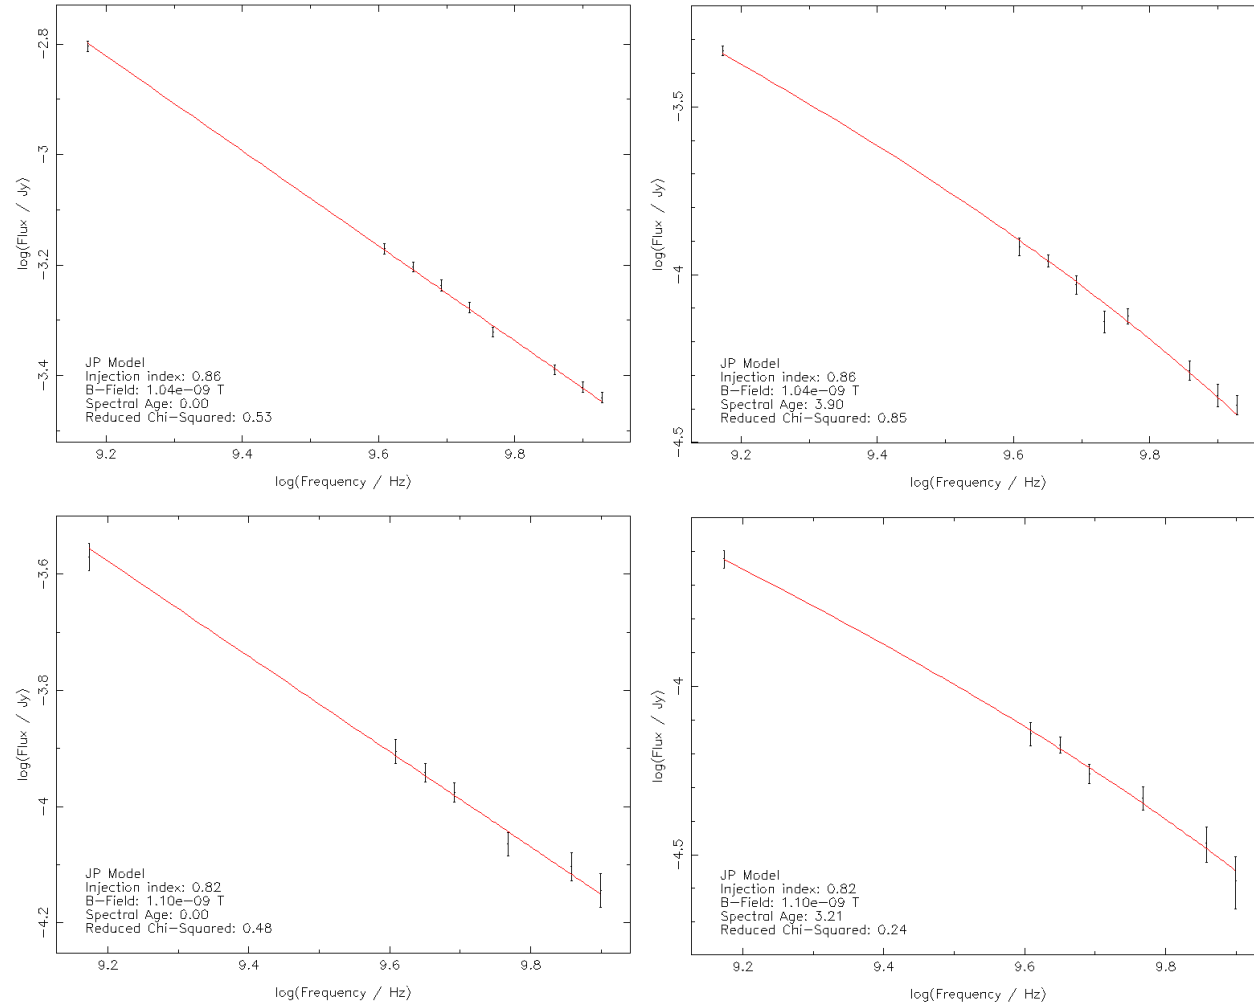 −2.8
−3
−3.2
−3.4
log(Flux / Jy)
JP Model
Injection index: 0.86
B−Field: 1.04e−09 T
Spectral Age: 0.00
Reduced Chi−Squared: 0.53
9.2
9.4
9.6
9.8
log(Frequency / Hz)
−3.5
−4
−4.5
log(Flux / Jy)
JP Model
Injection index: 0.86
B−Field: 1.04e−09 T
Spectral Age: 3.90
Reduced Chi−Squared: 0.85
9.2
9.4
9.6
9.8
log(Frequency / Hz)
−3.6
−3.8
−4
−4.2
log(Flux / Jy)
JP Model
Injection index: 0.82
B−Field: 1.10e−09 T
Spectral Age: 0.00
Reduced Chi−Squared: 0.48
9.2
9.4
9.6
9.8
log(Frequency / Hz)
−4
−4.5
log(Flux / Jy)
JP Model
Injection index: 0.82
B−Field: 1.10e−09 T
Spectral Age: 3.21
Reduced Chi−Squared: 0.24
9.2
9.4
9.6
9.8
log(Frequency / Hz)